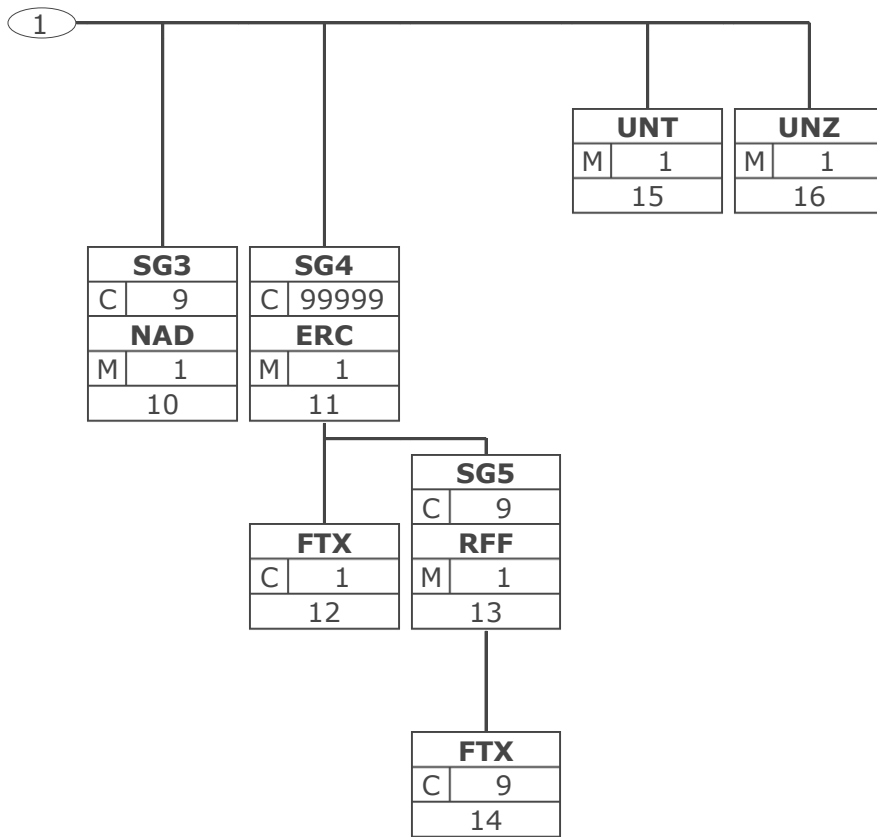 1
UNT
M 1
15
UNZ
M 1
16
SG3
C 9
NAD
M 1
10
SG4
C 99999
ERC
M 1
11
FTX
C 1
12
SG5
C 9
RFF
M 1
13
FTX
C 9
14